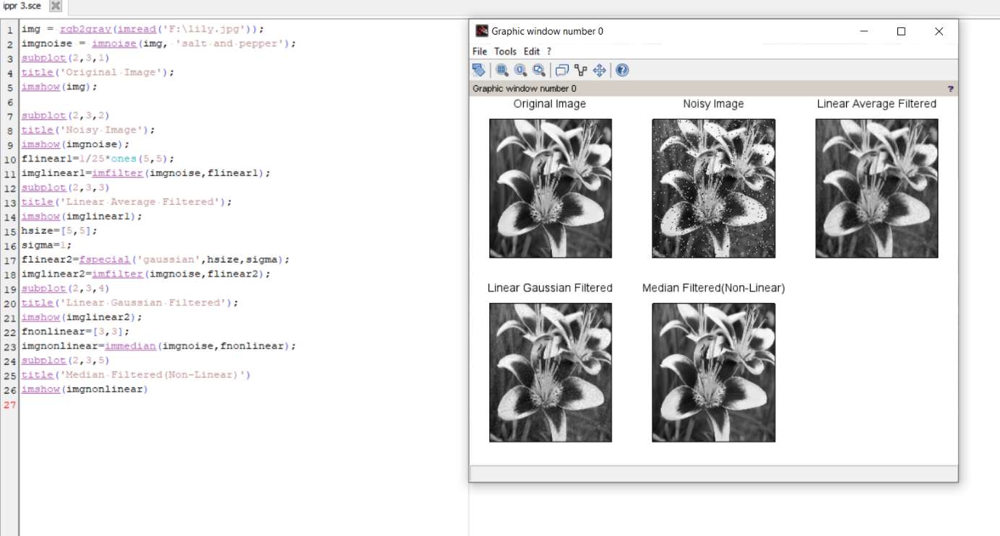 ippr 3.sce
1 img = rgb2gray(imread('F:\lily.jpg'));
2 imgnoise = imnoise(img, 'salt and pepper');
3 subplot(2,3,1)
4 title('Original Image');
5 imshow(img);
6
7 subplot(2,3,2)
8 title('Noisy Image');
9 imshow(imgnoise);
10 flinear1=1/25*ones(5,5);
11 imglinear1=imfilter(imgnoise,flinear1);
12 subplot(2,3,3)
13 title('Linear Average Filtered');
14 imshow(imglinear1);
15 hsize=[5,5];
16 sigma=1;
17 flinear2=fspecial('gaussian',hsize,sigma);
18 imglinear2=imfilter(imgnoise,flinear2);
19 subplot(2,3,4)
20 title('Linear Gaussian Filtered');
21 imshow(imglinear2);
22 fnonlinear=[3,3];
23 imgnonlinear=immedian(imgnoise,fnonlinear);
24 subplot(2,3,5)
25 title('Median Filtered(Non-Linear)')
26 imshow(imgnonlinear)
27
Graphic window number 0
File Tools Edit ?
Graphic window number 0 ?
Original Image Noisy Image Linear Average Filtered
Linear Gaussian Filtered Median Filtered(Non-Linear)